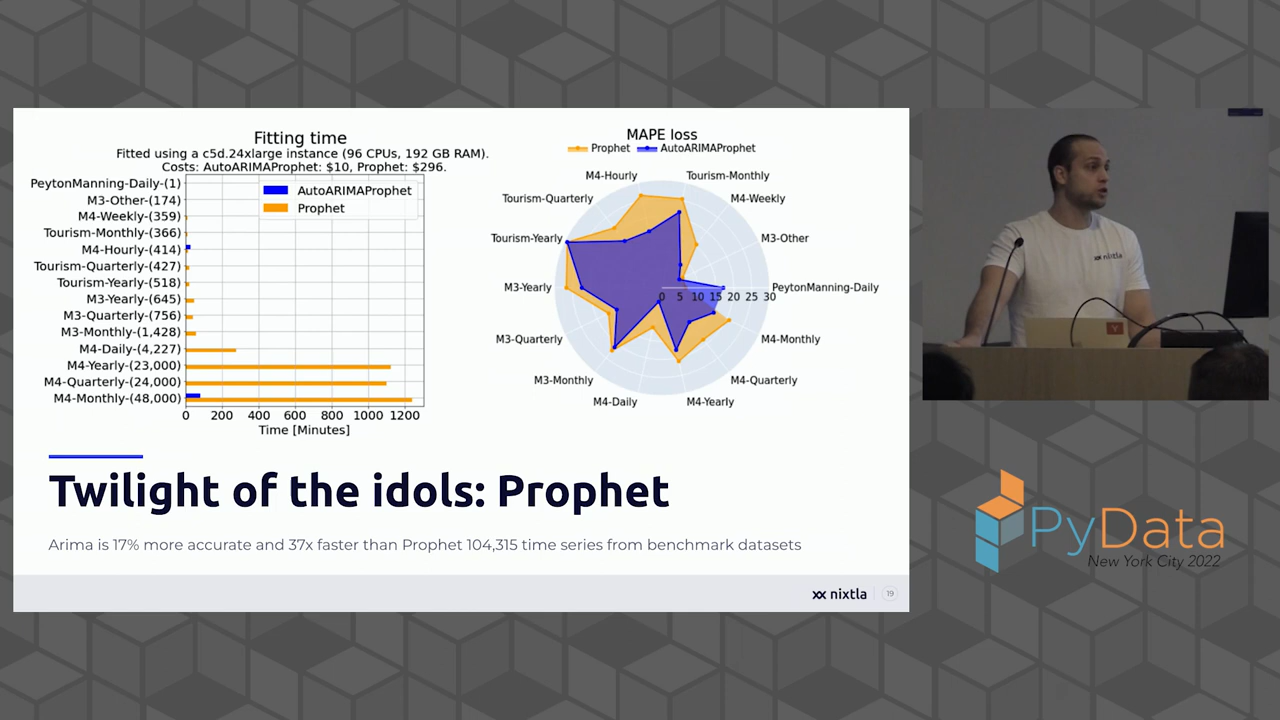 Fitting time
Fitted using a c5d.24xlarge instance (96 CPUs, 192 GB RAM).
Costs: AutoARIMAProphet: $10, Prophet: $296.
AutoARIMAProphet
Prophet
PeytonManning-Daily-(1)
M3-Other-(174)
M4-Weekly-(359)
Tourism-Monthly-(366)
M4-Hourly-(414)
Tourism-Quarterly-(427)
Tourism-Yearly-(518)
M3-Yearly-(645)
M3-Quarterly-(756)
M3-Monthly-(1,428)
M4-Daily-(4,227)
M4-Yearly-(23,000)
M4-Quarterly-(24,000)
M4-Monthly-(48,000)
0 200 400 600 800 1000 1200
Time [Minutes]
MAPE loss
Prophet AutoARIMAProphet
M4-Hourly Tourism-Monthly
Tourism-Quarterly M4-Weekly
Tourism-Yearly M3-Other
M3-Yearly PeytonManning-Daily
0 5 10 15 20 25 30
M3-Quarterly M4-Monthly
M3-Monthly M4-Quarterly
M4-Daily M4-Yearly
Twilight of the idols: Prophet
Arima is 17% more accurate and 37x faster than Prophet 104,315 time series from benchmark datasets
nixtla 19
nixtla
PyData
New York City 2022